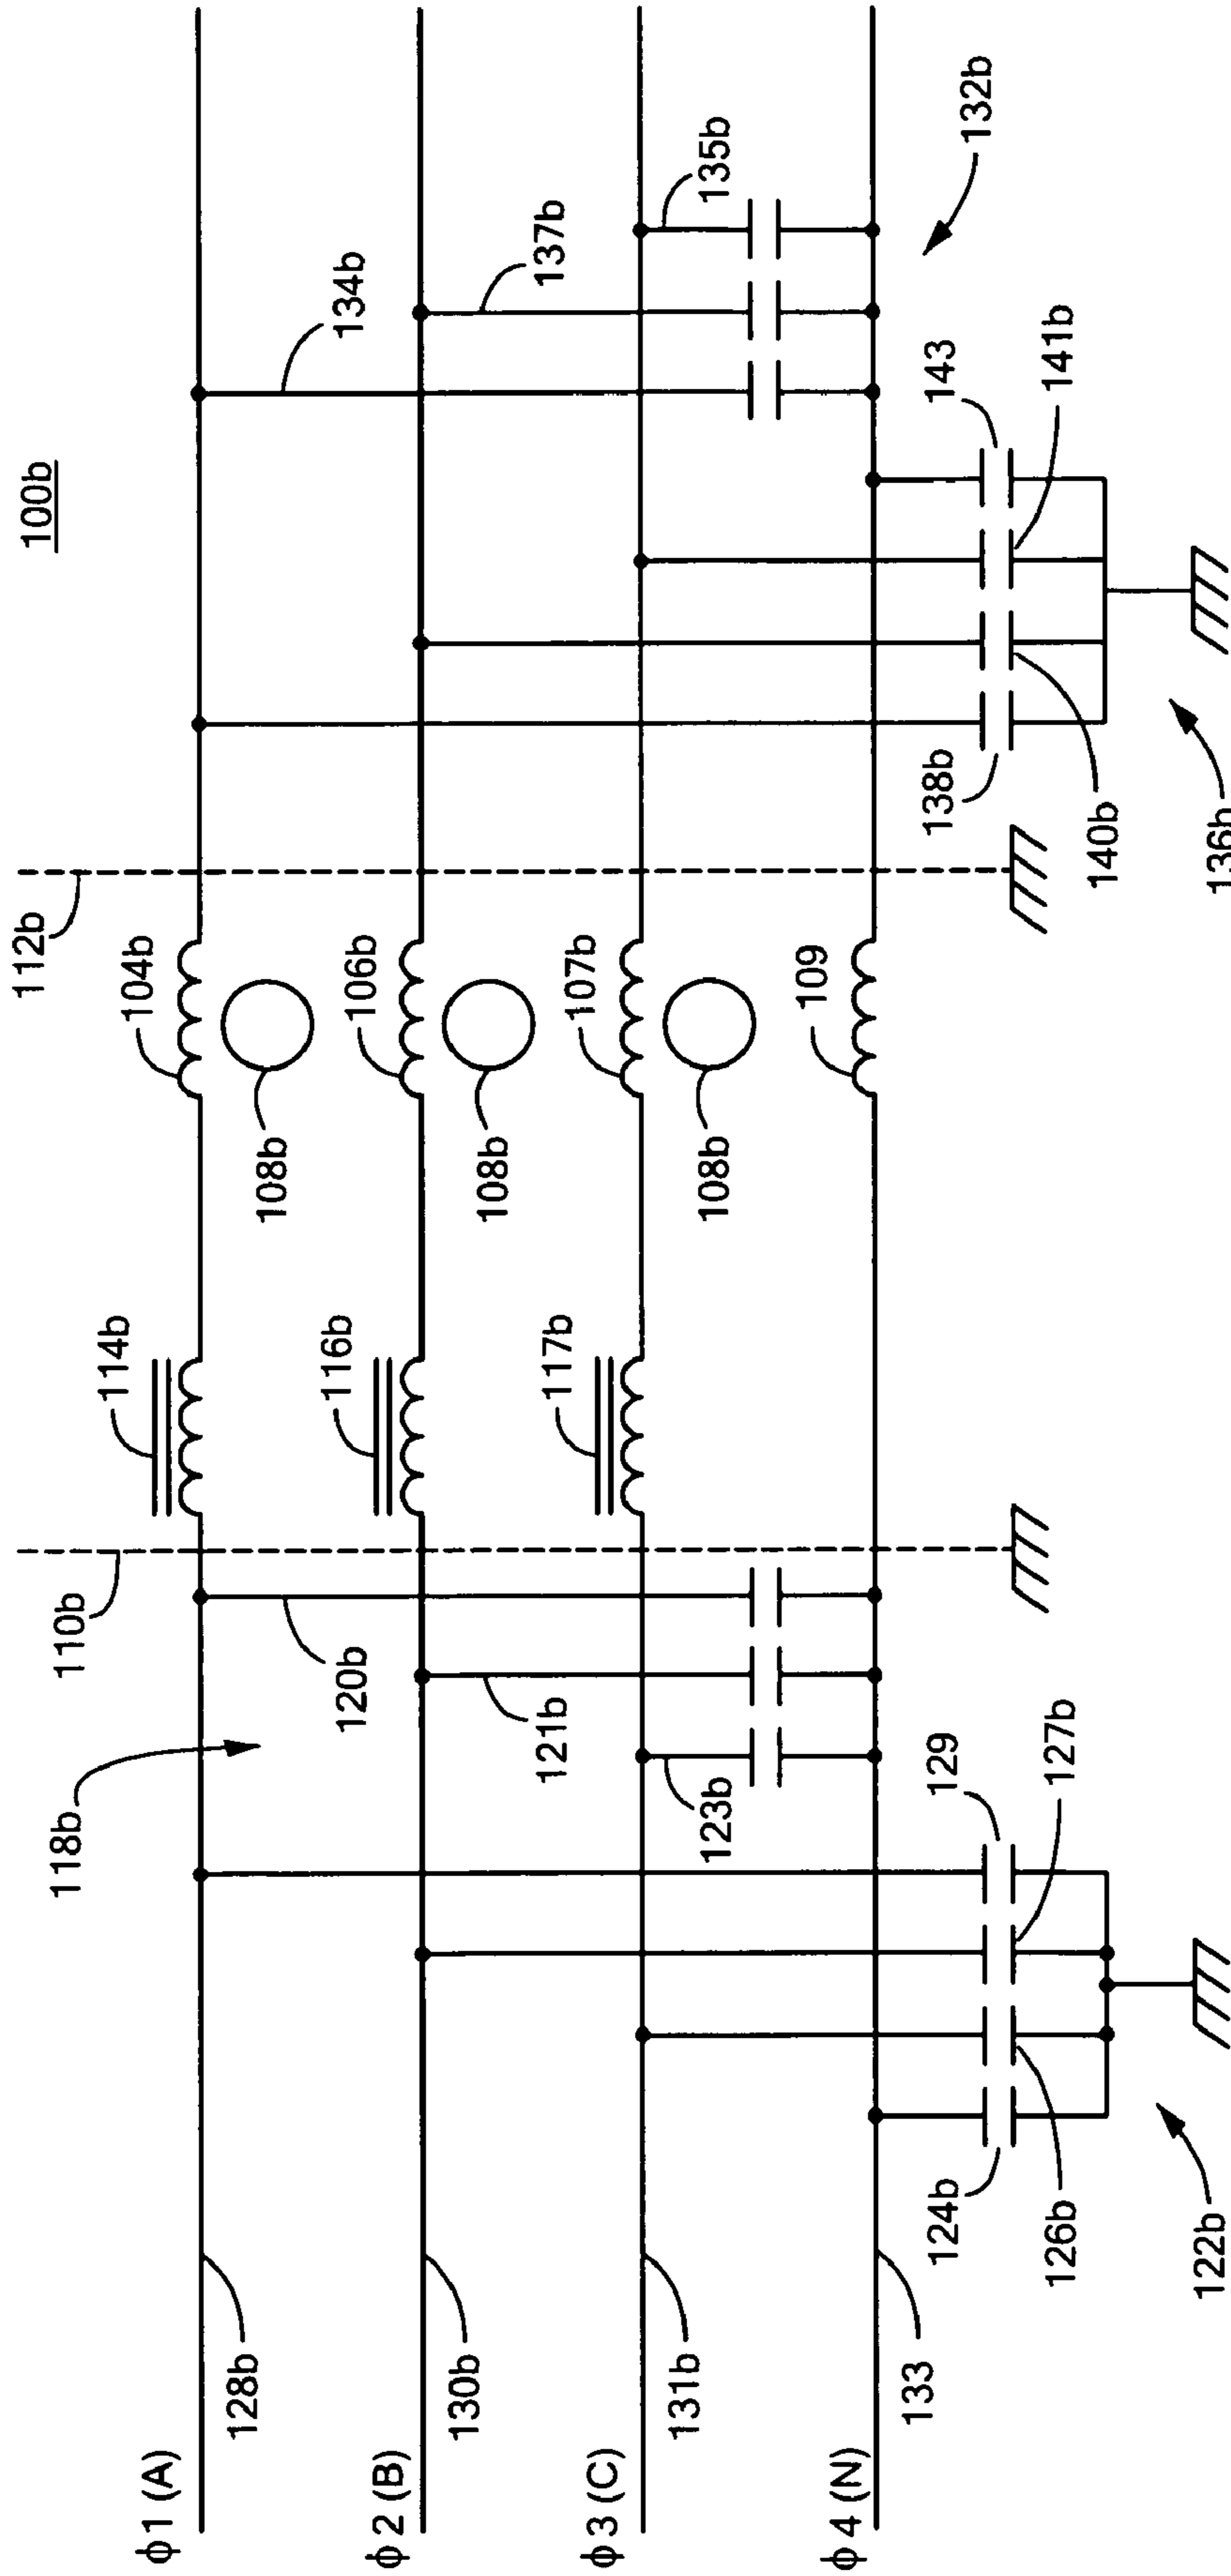 100b
112b
104b
108b
106b
108b
107b
108b
109
114b
116b
117b
110b
120b
121b
123b
118b
129
127b
124b
126b
122b
134b
137b
135b
132b
143
141b
138b
140b
136b
128b
130b
131b
133
ϕ1 (A)
ϕ2 (B)
ϕ3 (C)
ϕ4 (N)